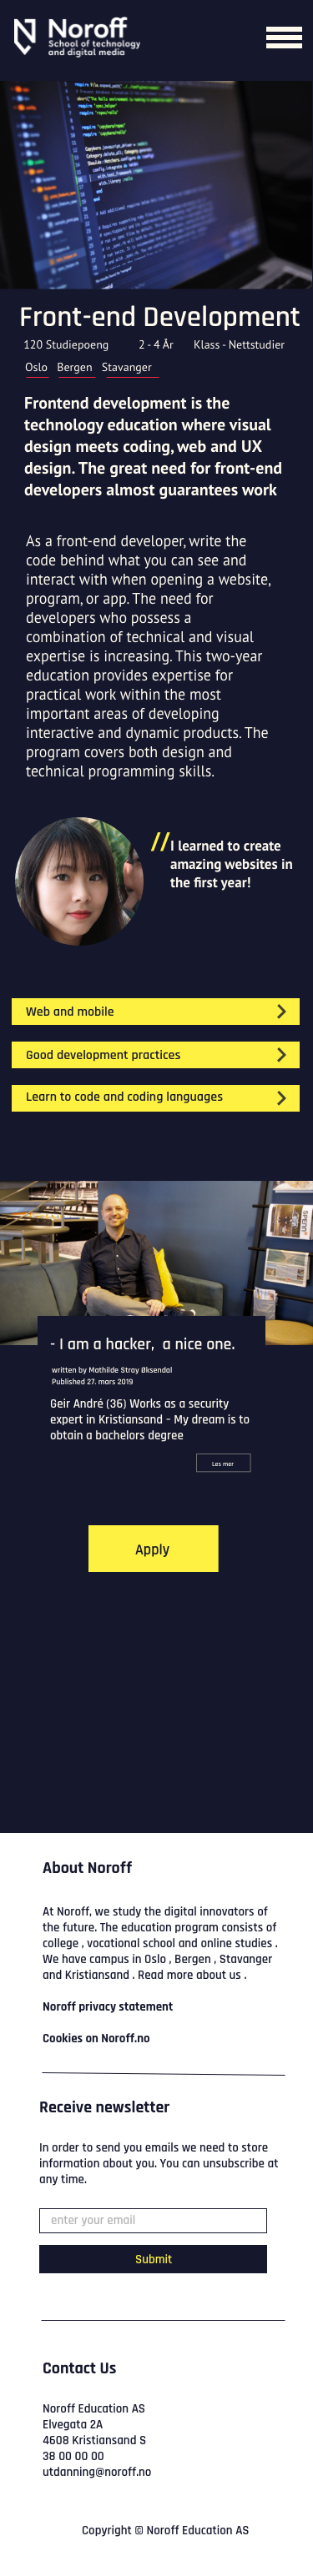 Noroff
School of technology
and digital media
Front-end Development
120 Studiepoeng 2 - 4 År Klass - Nettstudier
Oslo Bergen Stavanger
Frontend development is the
technology education where visual
design meets coding, web and UX
design. The great need for front-end
developers almost guarantees work
As a front-end developer, write the
code behind what you can see and
interact with when opening a website,
program, or app. The need for
developers who possess a
combination of technical and visual
expertise is increasing. This two-year
education provides expertise for
practical work within the most
important areas of developing
interactive and dynamic products. The
program covers both design and
technical programming skills.
// I learned to create
amazing websites in
the first year!
Web and mobile
Good development practices
Learn to code and coding languages
- I am a hacker, a nice one.
written by Mathilde Stray Øksendal
Published 27. mars 2019
Geir André (36) Works as a security
expert in Kristiansand – My dream is to
obtain a bachelors degree
Les mer
Apply
About Noroff
At Noroff, we study the digital innovators of
the future. The education program consists of
college , vocational school and online studies .
We have campus in Oslo , Bergen , Stavanger
and Kristiansand . Read more about us .
Noroff privacy statement
Cookies on Noroff.no
Receive newsletter
In order to send you emails we need to store
information about you. You can unsubscribe at
any time.
enter your email
Submit
Contact Us
Noroff Education AS
Elvegata 2A
4608 Kristiansand S
38 00 00 00
utdanning@noroff.no
Copyright © Noroff Education AS